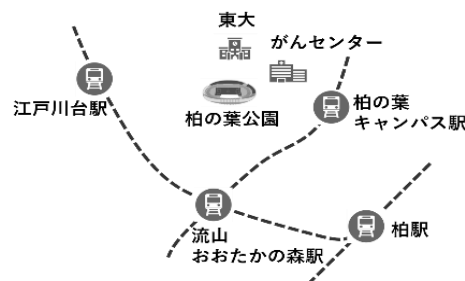 東大
がんセンター
江戸川台駅
柏の葉公園
柏の葉
キャンパス駅
流山
おおたかの森駅
柏駅